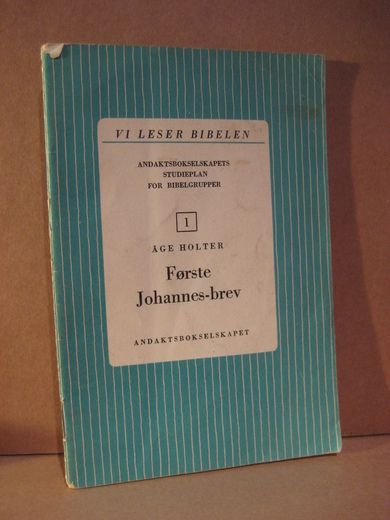 VI LESER BIBELEN
ANDAKTSBOKSELSKAPETS
STUDIEPLAN
FOR BIBELGRUPPER
1
ÅGE HOLTER
Første
Johannes-brev
ANDAKTSBOKSELSKAPET